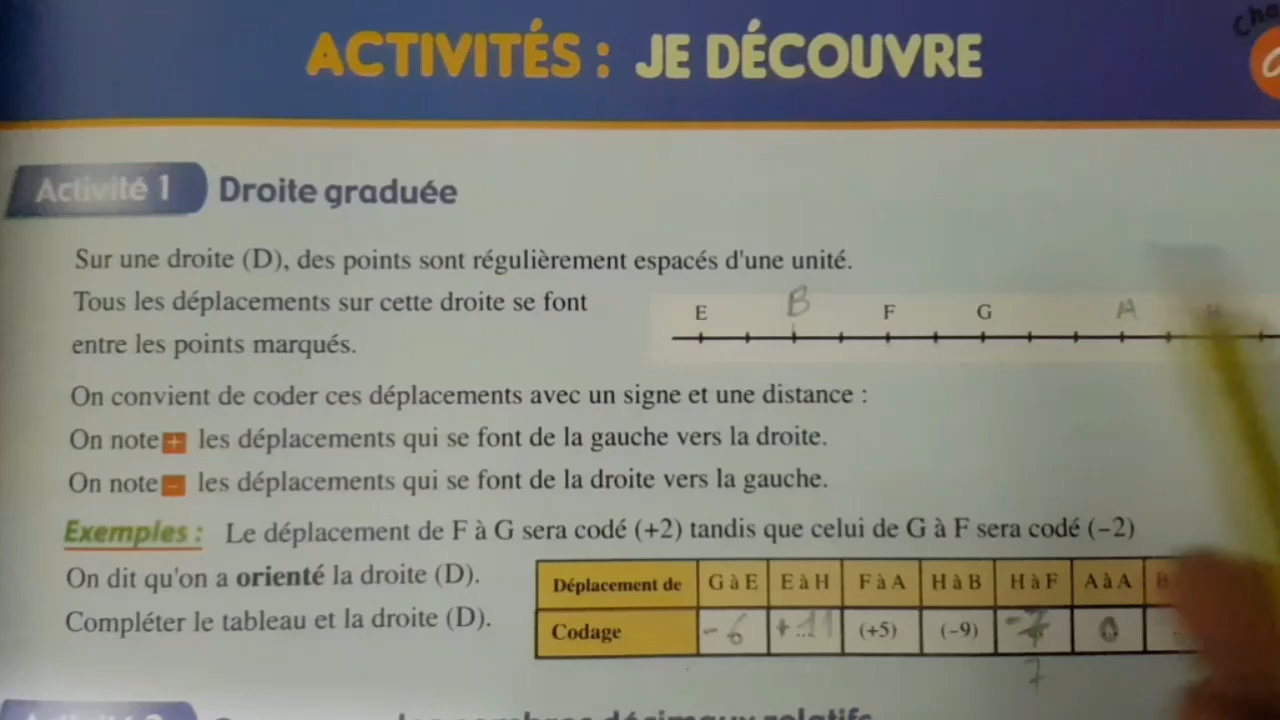 ACTIVITÉS : JE DÉCOUVRE
Cha
Activité 1 Droite graduée
Sur une droite (D), des points sont régulièrement espacés d'une unité.
Tous les déplacements sur cette droite se font
entre les points marqués.
E B F G A H
On convient de coder ces déplacements avec un signe et une distance :
On note + les déplacements qui se font de la gauche vers la droite.
On note - les déplacements qui se font de la droite vers la gauche.
Exemples : Le déplacement de F à G sera codé (+2) tandis que celui de G à F sera codé (−2)
On dit qu'on a orienté la droite (D).
Compléter le tableau et la droite (D).
Déplacement de G à E E à H F à A H à B H à F A à A B
Codage -6 +...11 (+5) (−9) -7 0
7